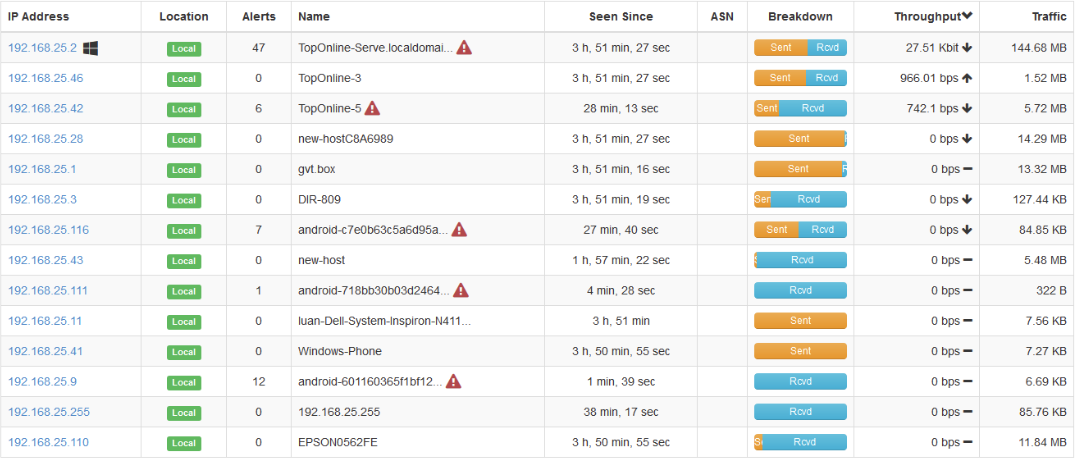 IP Address Location Alerts Name Seen Since ASN Breakdown Throughput Traffic
192.168.25.2 Local 47 TopOnline-Serve.localdomai... 3 h, 51 min, 27 sec Sent Rcvd 27.51 Kbit 144.68 MB
192.168.25.46 Local 0 TopOnline-3 3 h, 51 min, 27 sec Sent Rcvd 966.01 bps 1.52 MB
192.168.25.42 Local 6 TopOnline-5 28 min, 13 sec Sent Rcvd 742.1 bps 5.72 MB
192.168.25.28 Local 0 new-hostC8A6989 3 h, 51 min, 27 sec Sent 0 bps 14.29 MB
192.168.25.1 Local 0 gvt.box 3 h, 51 min, 16 sec Sent R 0 bps 13.32 MB
192.168.25.3 Local 0 DIR-809 3 h, 51 min, 19 sec Sen Rcvd 0 bps 127.44 KB
192.168.25.116 Local 7 android-c7e0b63c5a6d95a... 27 min, 40 sec Sent Rcvd 0 bps 84.85 KB
192.168.25.43 Local 0 new-host 1 h, 57 min, 22 sec Rcvd 0 bps 5.48 MB
192.168.25.111 Local 1 android-718bb30b03d2464... 4 min, 28 sec Rcvd 0 bps 322 B
192.168.25.11 Local 0 luan-Dell-System-Inspiron-N411... 3 h, 51 min Sent 0 bps 7.56 KB
192.168.25.41 Local 0 Windows-Phone 3 h, 50 min, 55 sec Sent 0 bps 7.27 KB
192.168.25.9 Local 12 android-601160365f1bf12... 1 min, 39 sec Rcvd 0 bps 6.69 KB
192.168.25.255 Local 0 192.168.25.255 38 min, 17 sec Rcvd 0 bps 85.76 KB
192.168.25.110 Local 0 EPSON0562FE 3 h, 50 min, 55 sec Rcvd 0 bps 11.84 MB